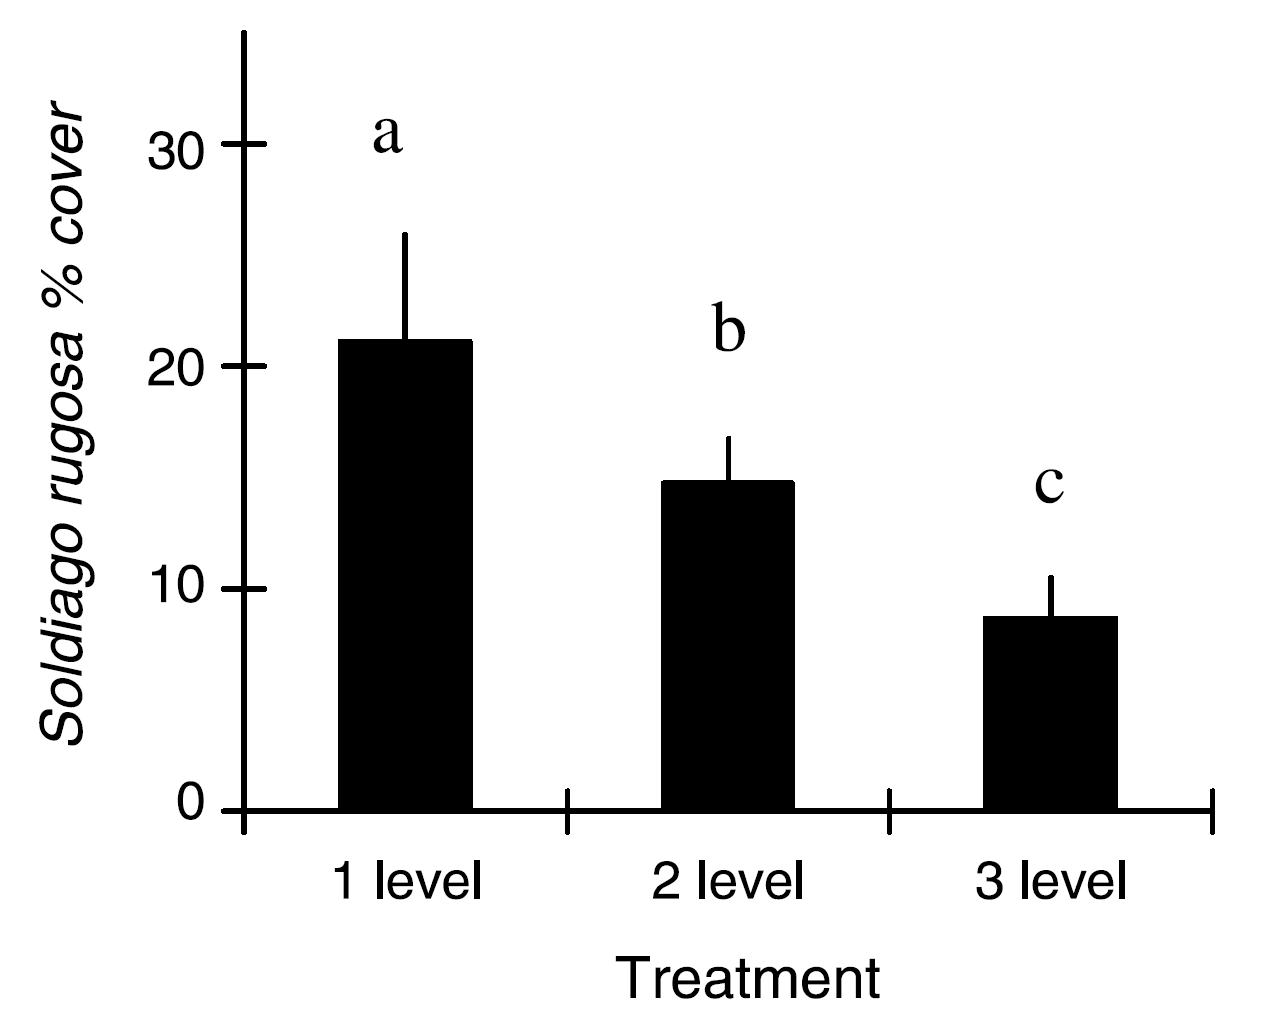 Soldiago rugosa % cover
30
20
10
0
a
b
c
1 level
2 level
3 level
Treatment